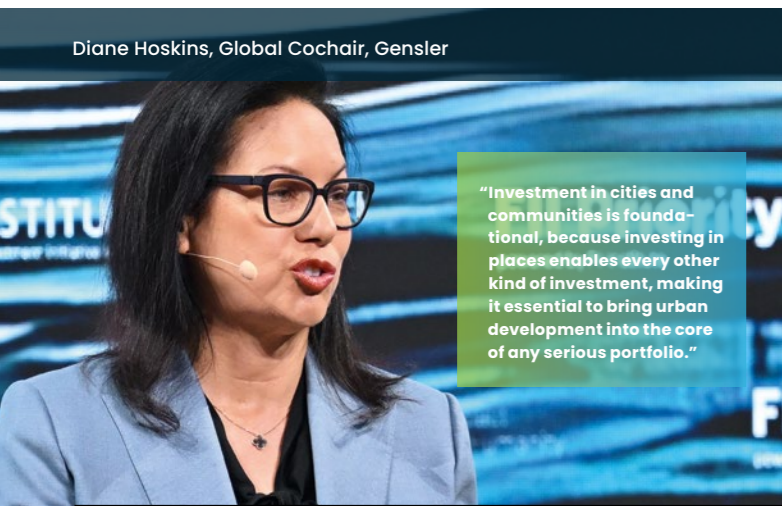 Diane Hoskins, Global Cochair, Gensler
“Investment in cities and
communities is founda-
tional, because investing in
places enables every other
kind of investment, making
it essential to bring urban
development into the core
of any serious portfolio.”
STITU